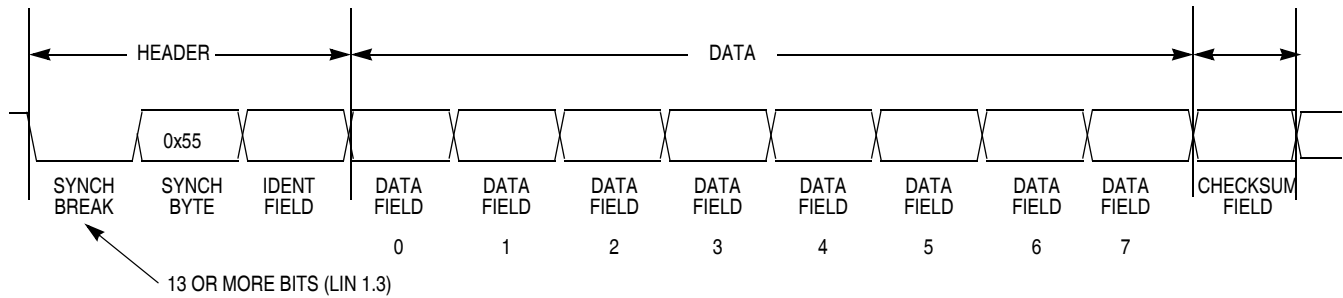 HEADER
DATA
0x55
SYNCH BREAK
SYNCH BYTE
IDENT FIELD
DATA FIELD 0
DATA FIELD 1
DATA FIELD 2
DATA FIELD 3
DATA FIELD 4
DATA FIELD 5
DATA FIELD 6
DATA FIELD 7
CHECKSUM FIELD
13 OR MORE BITS (LIN 1.3)